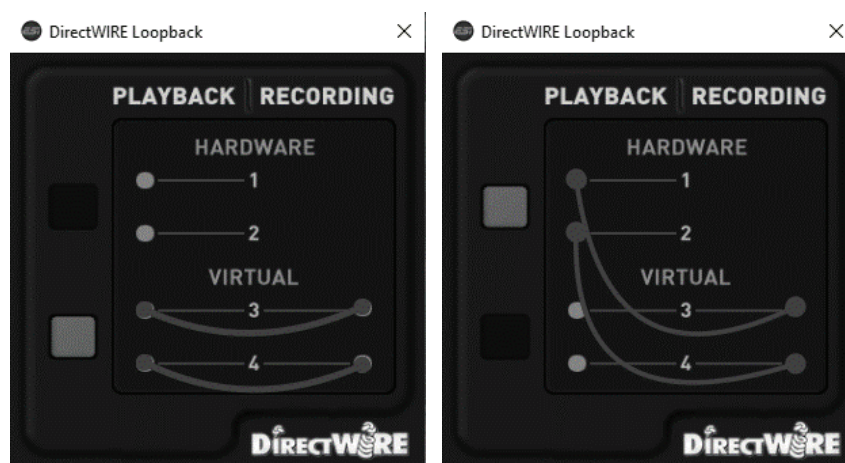 DirectWIRE Loopback
PLAYBACK RECORDING
HARDWARE
1
2
VIRTUAL
3
4
DIRECTWIRE
DirectWIRE Loopback
PLAYBACK RECORDING
HARDWARE
1
2
VIRTUAL
3
4
DIRECTWIRE